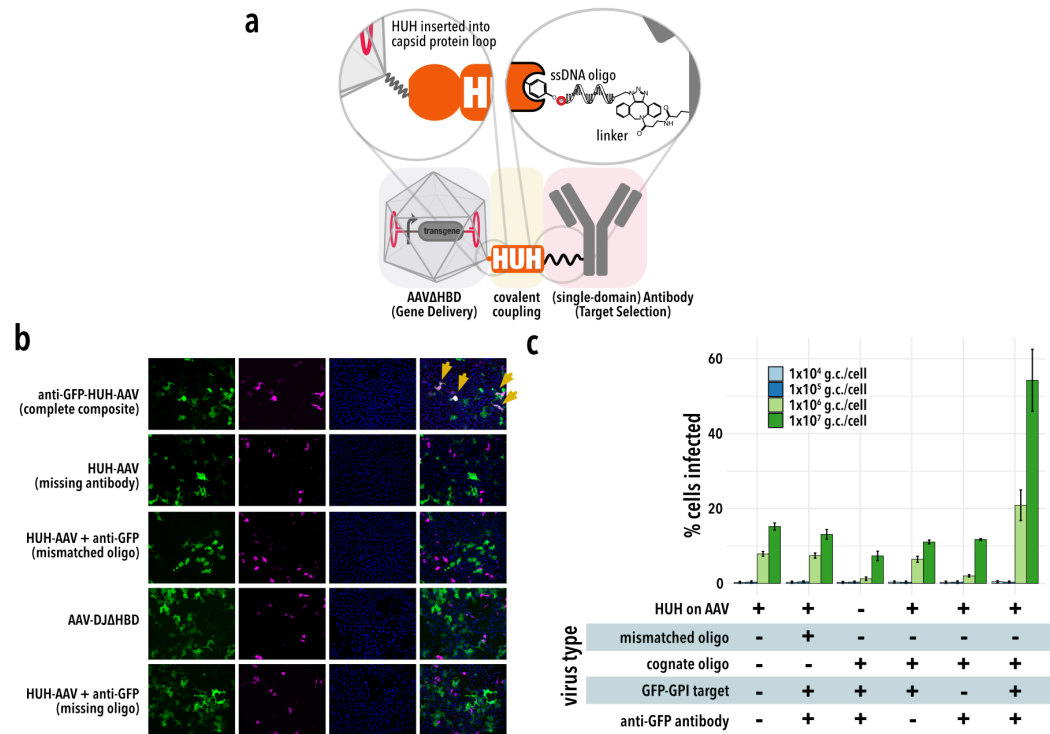 a
HUH inserted into
capsid protein loop
H
ssDNA oligo
N
N
N
O
N
O
NH
O
linker
transgene
HUH
AAVΔHBD
(Gene Delivery)
covalent
coupling
(single-domain) Antibody
(Target Selection)
b
anti-GFP-HUH-AAV
(complete composite)
HUH-AAV
(missing antibody)
HUH-AAV + anti-GFP
(mismatched oligo)
AAV-DJΔHBD
HUH-AAV + anti-GFP
(missing oligo)
c
% cells infected
60
40
20
0
1x10⁴ g.c./cell
1x10⁵ g.c./cell
1x10⁶ g.c./cell
1x10⁷ g.c./cell
virus type
HUH on AAV + + - + + +
mismatched oligo - + - - - -
cognate oligo - - + + + +
GFP-GPI target - + + + - +
anti-GFP antibody - + + - + +